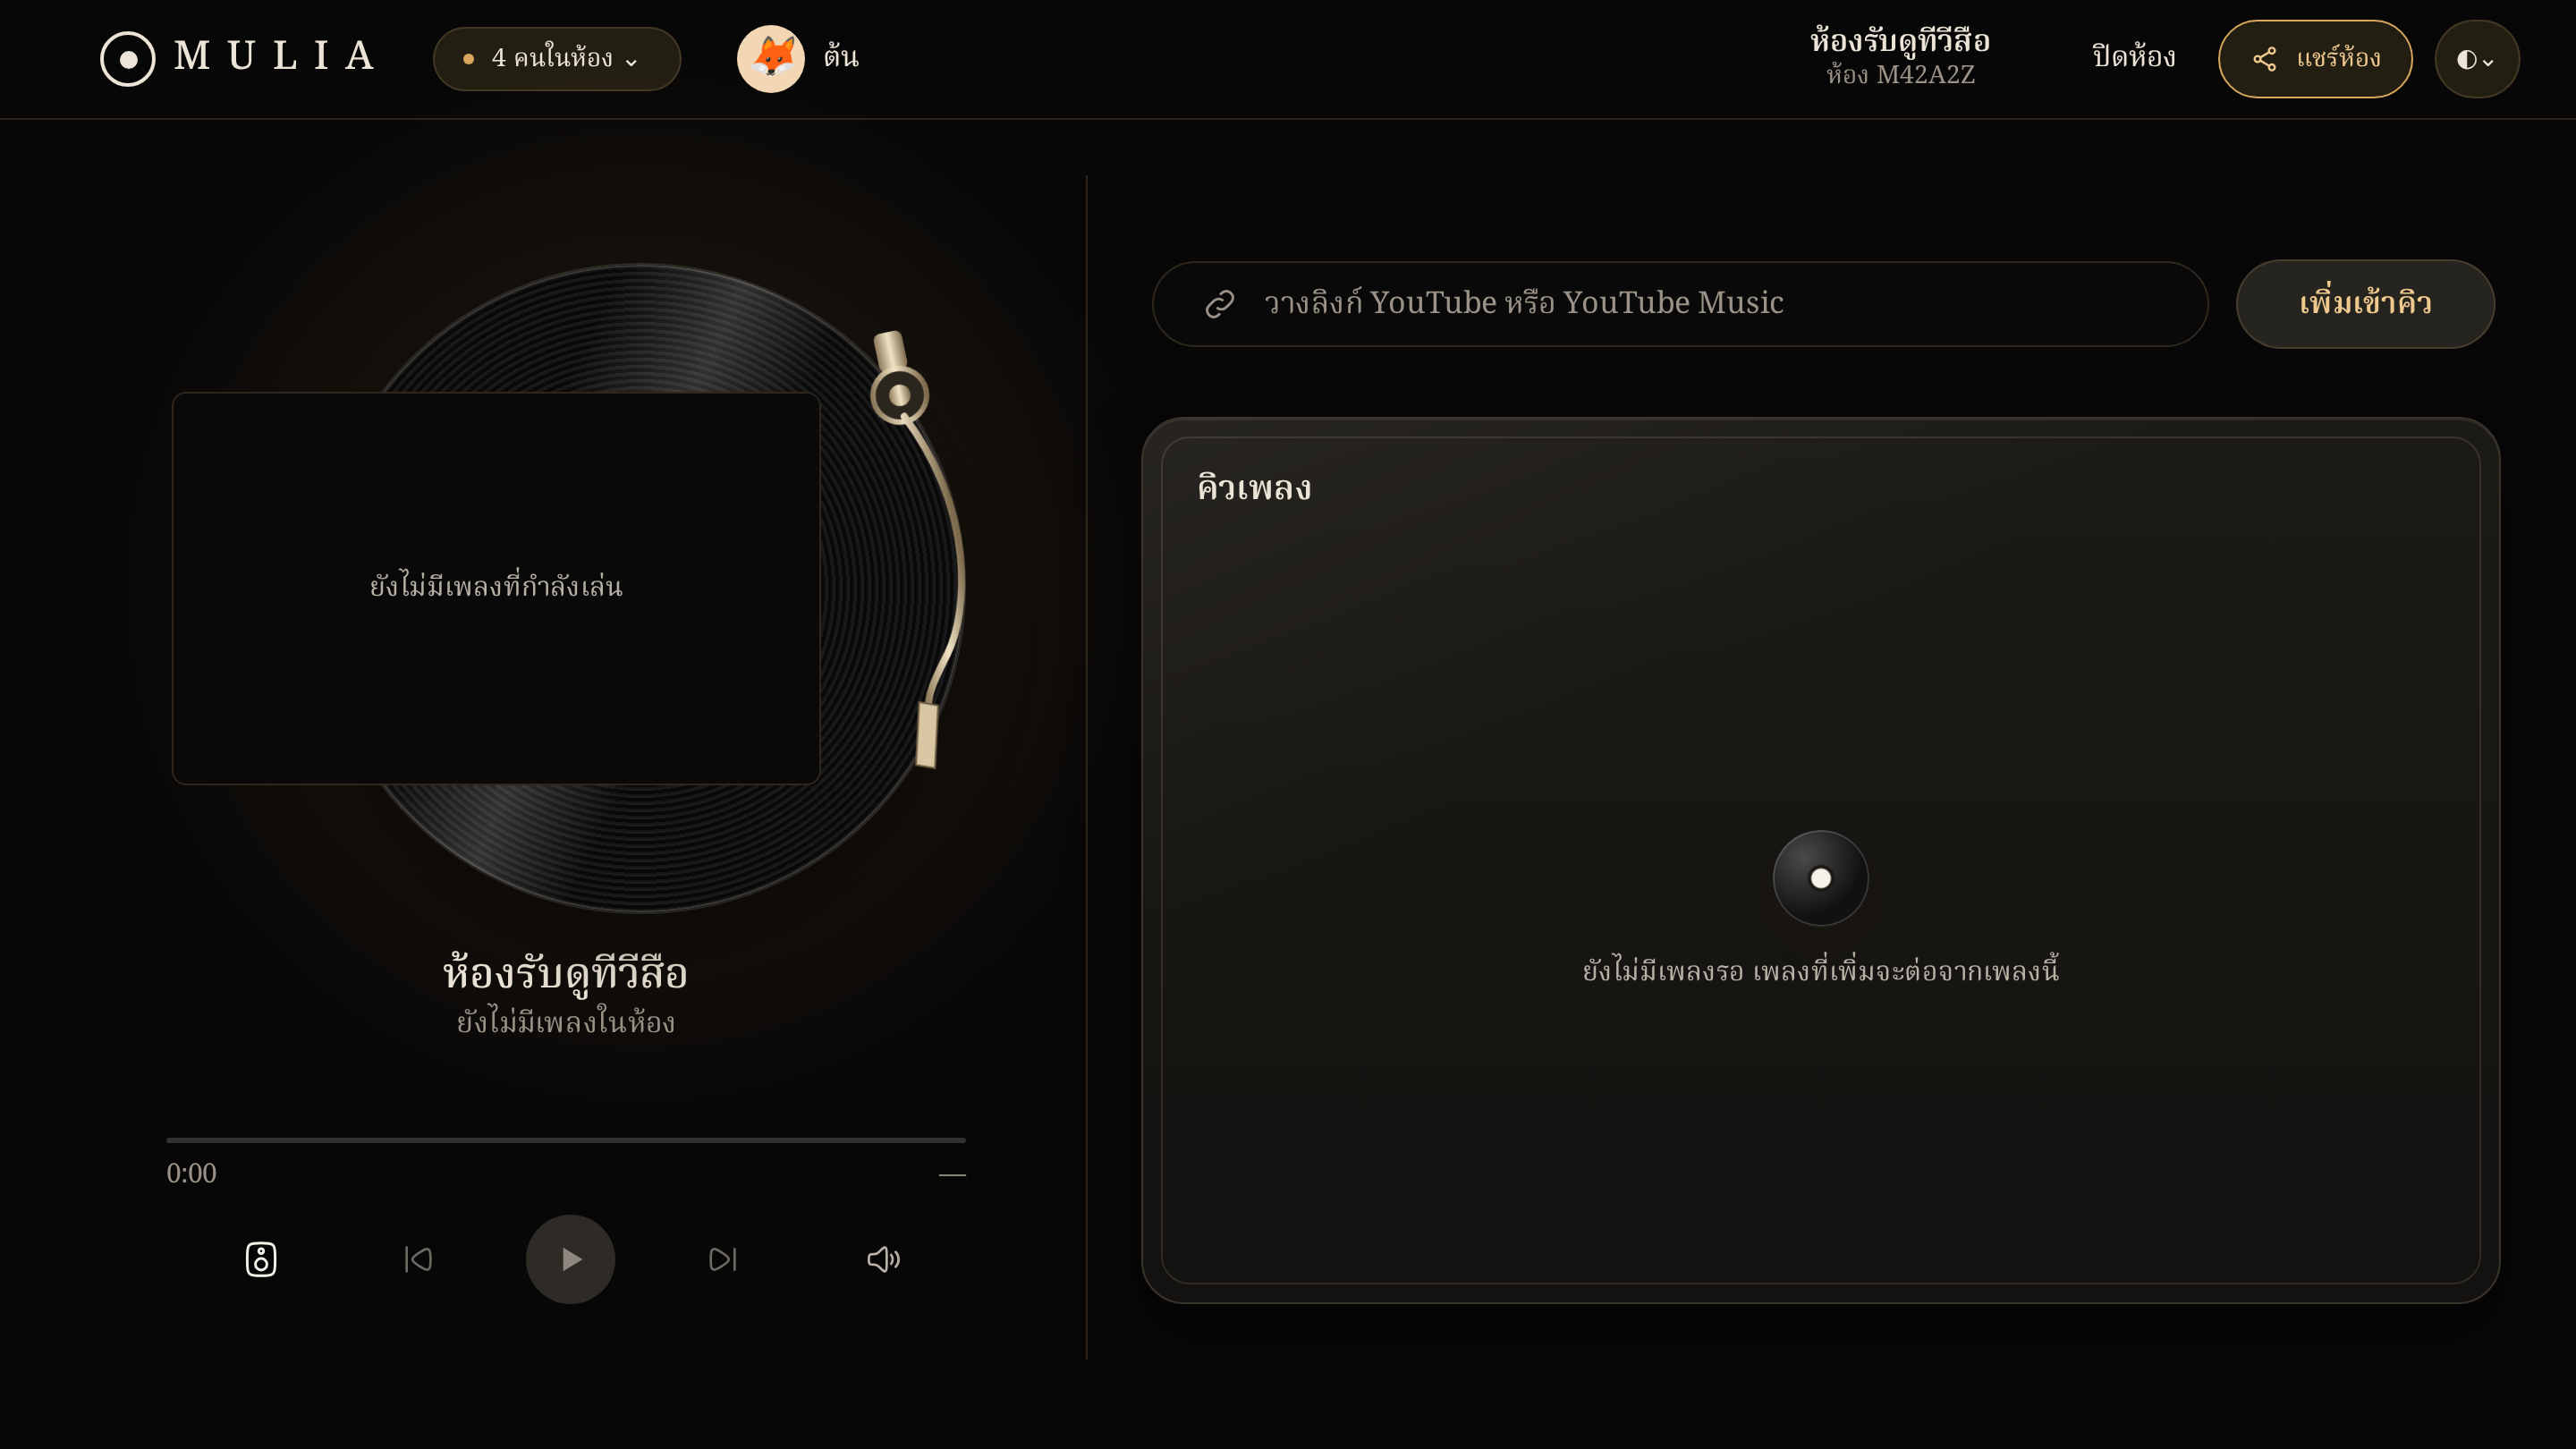 MULIA
4 คนในห้อง
ต้น
ห้องรับดูทีวีสือ
ห้อง M42A2Z
ปิดห้อง
แชร์ห้อง
วางลิงก์ YouTube หรือ YouTube Music
เพิ่มเข้าคิว
คิวเพลง
ยังไม่มีเพลงที่กำลังเล่น
ยังไม่มีเพลงรอ เพลงที่เพิ่มจะต่อจากเพลงนี้
ห้องรับดูทีวีสือ
ยังไม่มีเพลงในห้อง
0:00
—